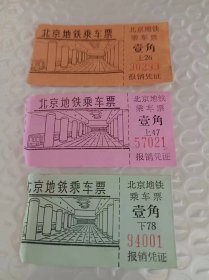 北京地铁乘车票
北京地铁
乘车票
壹角
上26
30233
报销凭证
北京地铁乘车票
北京地铁
乘车票
壹角
上47
57021
报销凭证
北京地铁乘车票
北京地铁
乘车票
壹角
下78
94001
报销凭证